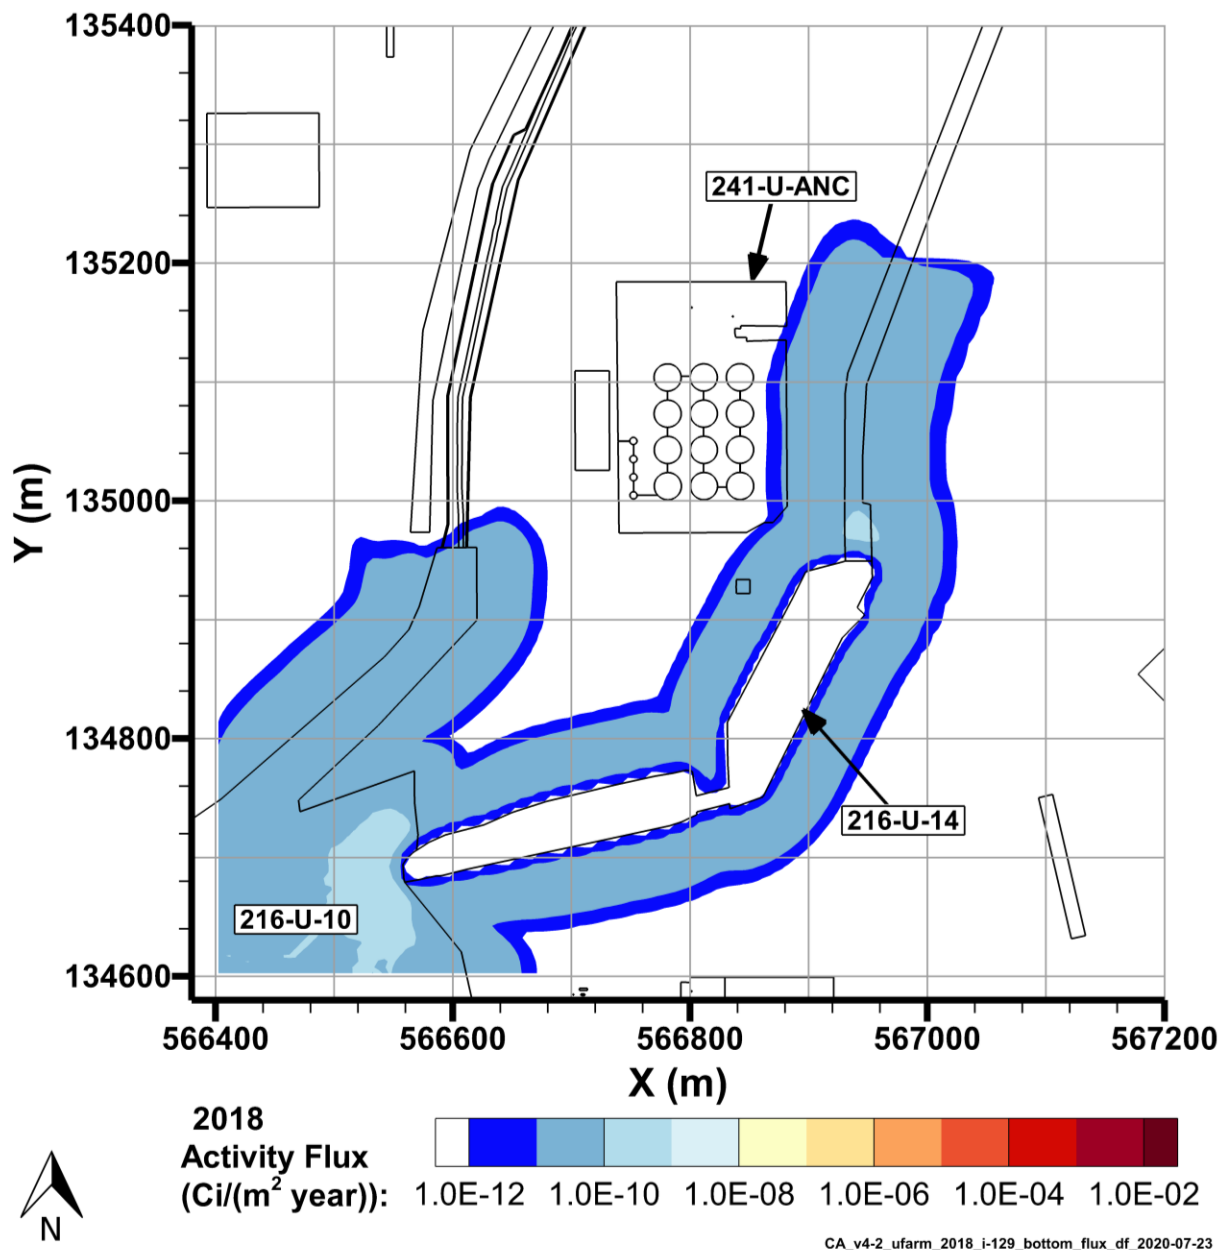 135400
135200
135000
134800
134600
Y (m)
241-U-ANC
216-U-14
216-U-10
566400 566600 566800 567000 567200
X (m)
2018
Activity Flux
(Ci/(m² year)):
1.0E-12 1.0E-10 1.0E-08 1.0E-06 1.0E-04 1.0E-02
N
CA_v4-2_ufarm_2018_i-129_bottom_flux_df_2020-07-23